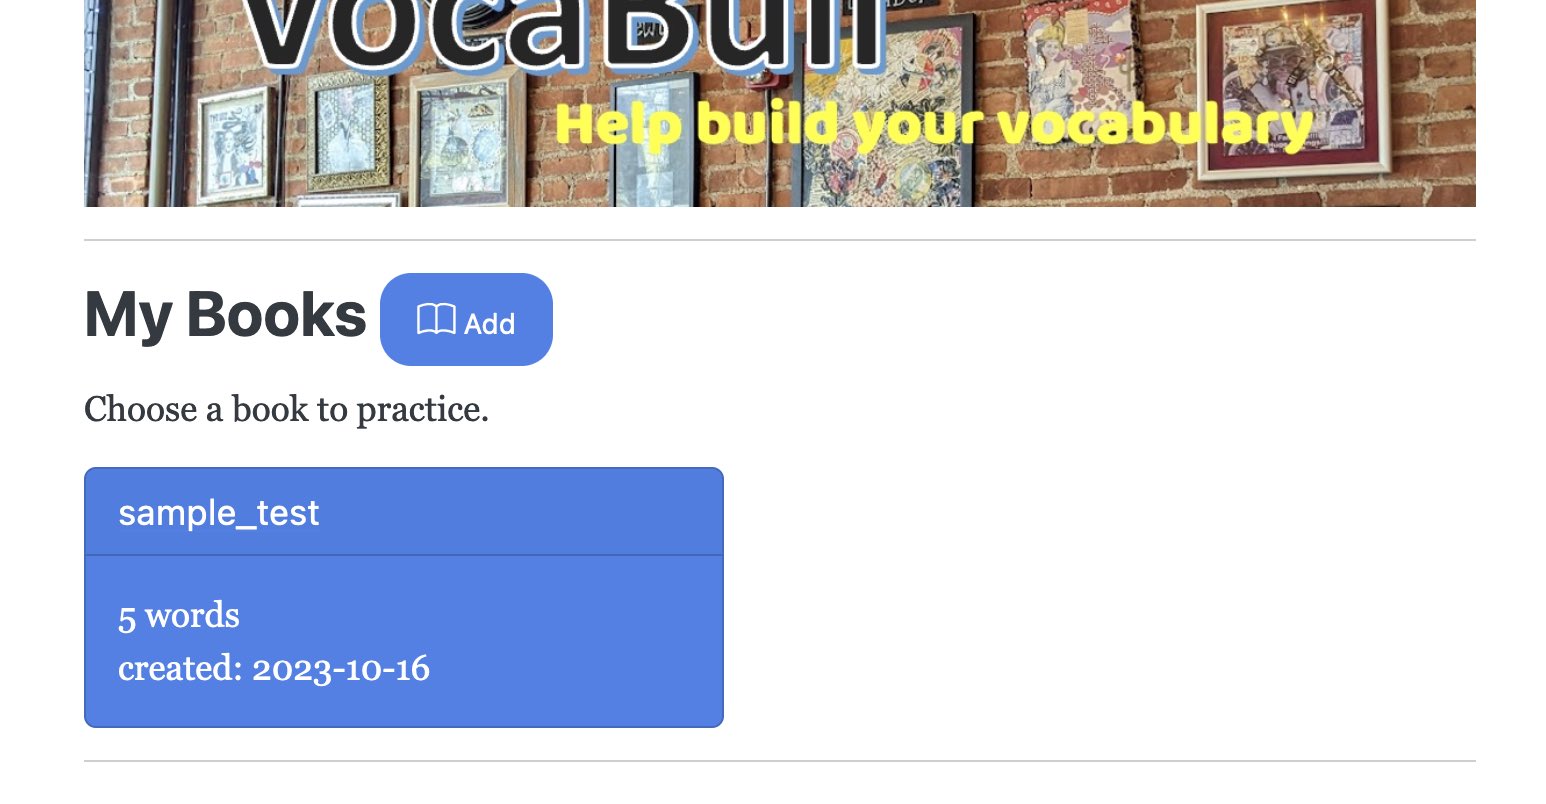 VocaBull
Help build your vocabulary
My Books
Add
Choose a book to practice.
sample_test
5 words
created: 2023-10-16